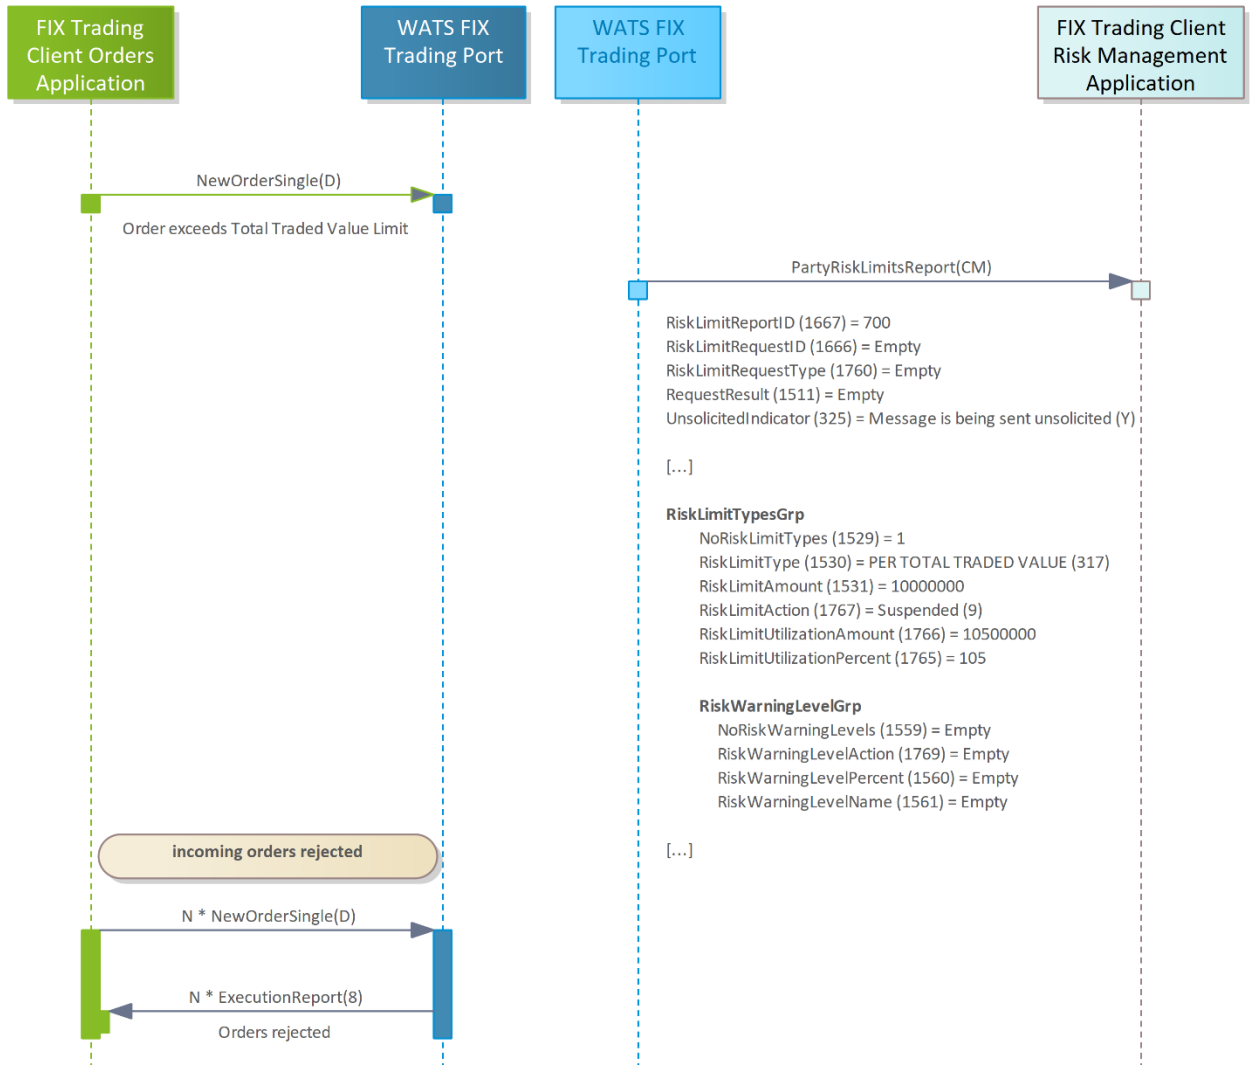 FIX Trading
Client Orders
Application
WATS FIX
Trading Port
WATS FIX
Trading Port
FIX Trading Client
Risk Management
Application
NewOrderSingle(D)
Order exceeds Total Traded Value Limit
PartyRiskLimitsReport(CM)
RiskLimitReportID (1667) = 700
RiskLimitRequestID (1666) = Empty
RiskLimitRequestType (1760) = Empty
RequestResult (1511) = Empty
UnsolicitedIndicator (325) = Message is being sent unsolicited (Y)
[...]
RiskLimitTypesGrp
NoRiskLimitTypes (1529) = 1
RiskLimitType (1530) = PER TOTAL TRADED VALUE (317)
RiskLimitAmount (1531) = 10000000
RiskLimitAction (1767) = Suspended (9)
RiskLimitUtilizationAmount (1766) = 10500000
RiskLimitUtilizationPercent (1765) = 105
RiskWarningLevelGrp
NoRiskWarningLevels (1559) = Empty
RiskWarningLevelAction (1769) = Empty
RiskWarningLevelPercent (1560) = Empty
RiskWarningLevelName (1561) = Empty
[...]
incoming orders rejected
N * NewOrderSingle(D)
N * ExecutionReport(8)
Orders rejected